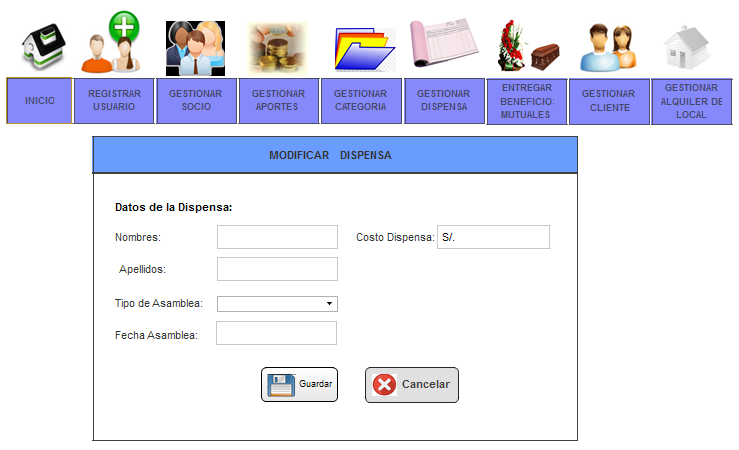 INICIO
REGISTRAR
USUARIO
GESTIONAR
SOCIO
GESTIONAR
APORTES
GESTIONAR
CATEGORIA
GESTIONAR
DISPENSA
ENTREGAR
BENEFICIO:
MUTUALES
GESTIONAR
CLIENTE
GESTIONAR
ALQUILER DE
LOCAL
MODIFICAR DISPENSA
Datos de la Dispensa:
Nombres:
Costo Dispensa: S/.
Apellidos:
Tipo de Asamblea:
Fecha Asamblea:
Guardar
Cancelar